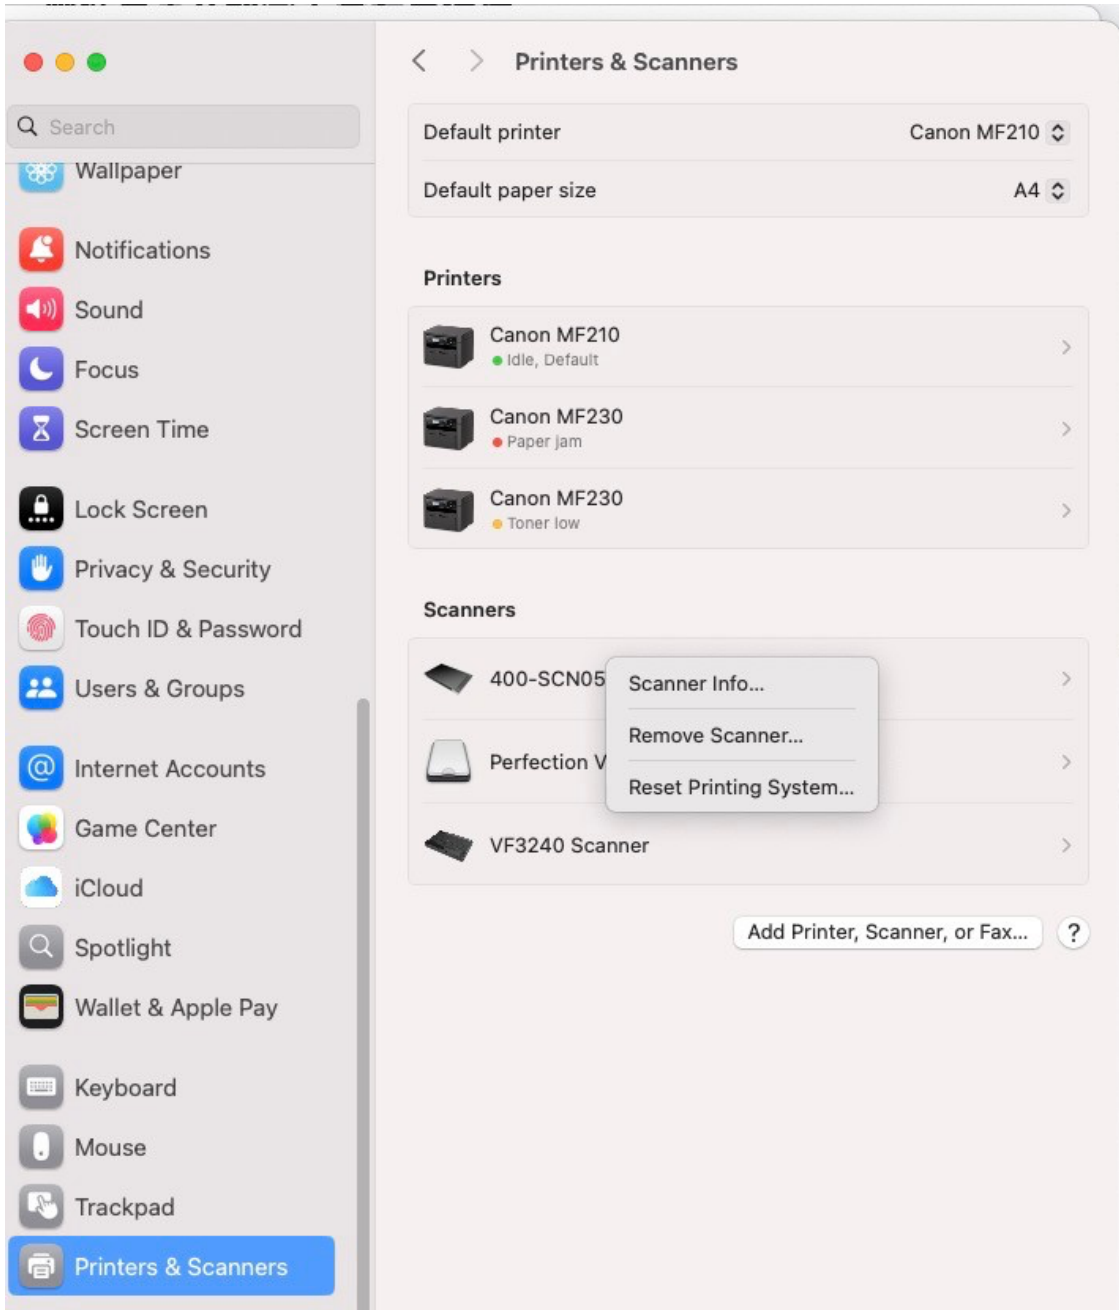 Printers & Scanners
Search
Wallpaper
Notifications
Sound
Focus
Screen Time
Lock Screen
Privacy & Security
Touch ID & Password
Users & Groups
Internet Accounts
Game Center
iCloud
Spotlight
Wallet & Apple Pay
Keyboard
Mouse
Trackpad
Printers & Scanners
Default printer Canon MF210
Default paper size A4
Printers
Canon MF210
Idle, Default
Canon MF230
Paper jam
Canon MF230
Toner low
Scanners
400-SCN05
Perfection V
VF3240 Scanner
Scanner Info...
Remove Scanner...
Reset Printing System...
Add Printer, Scanner, or Fax... ?